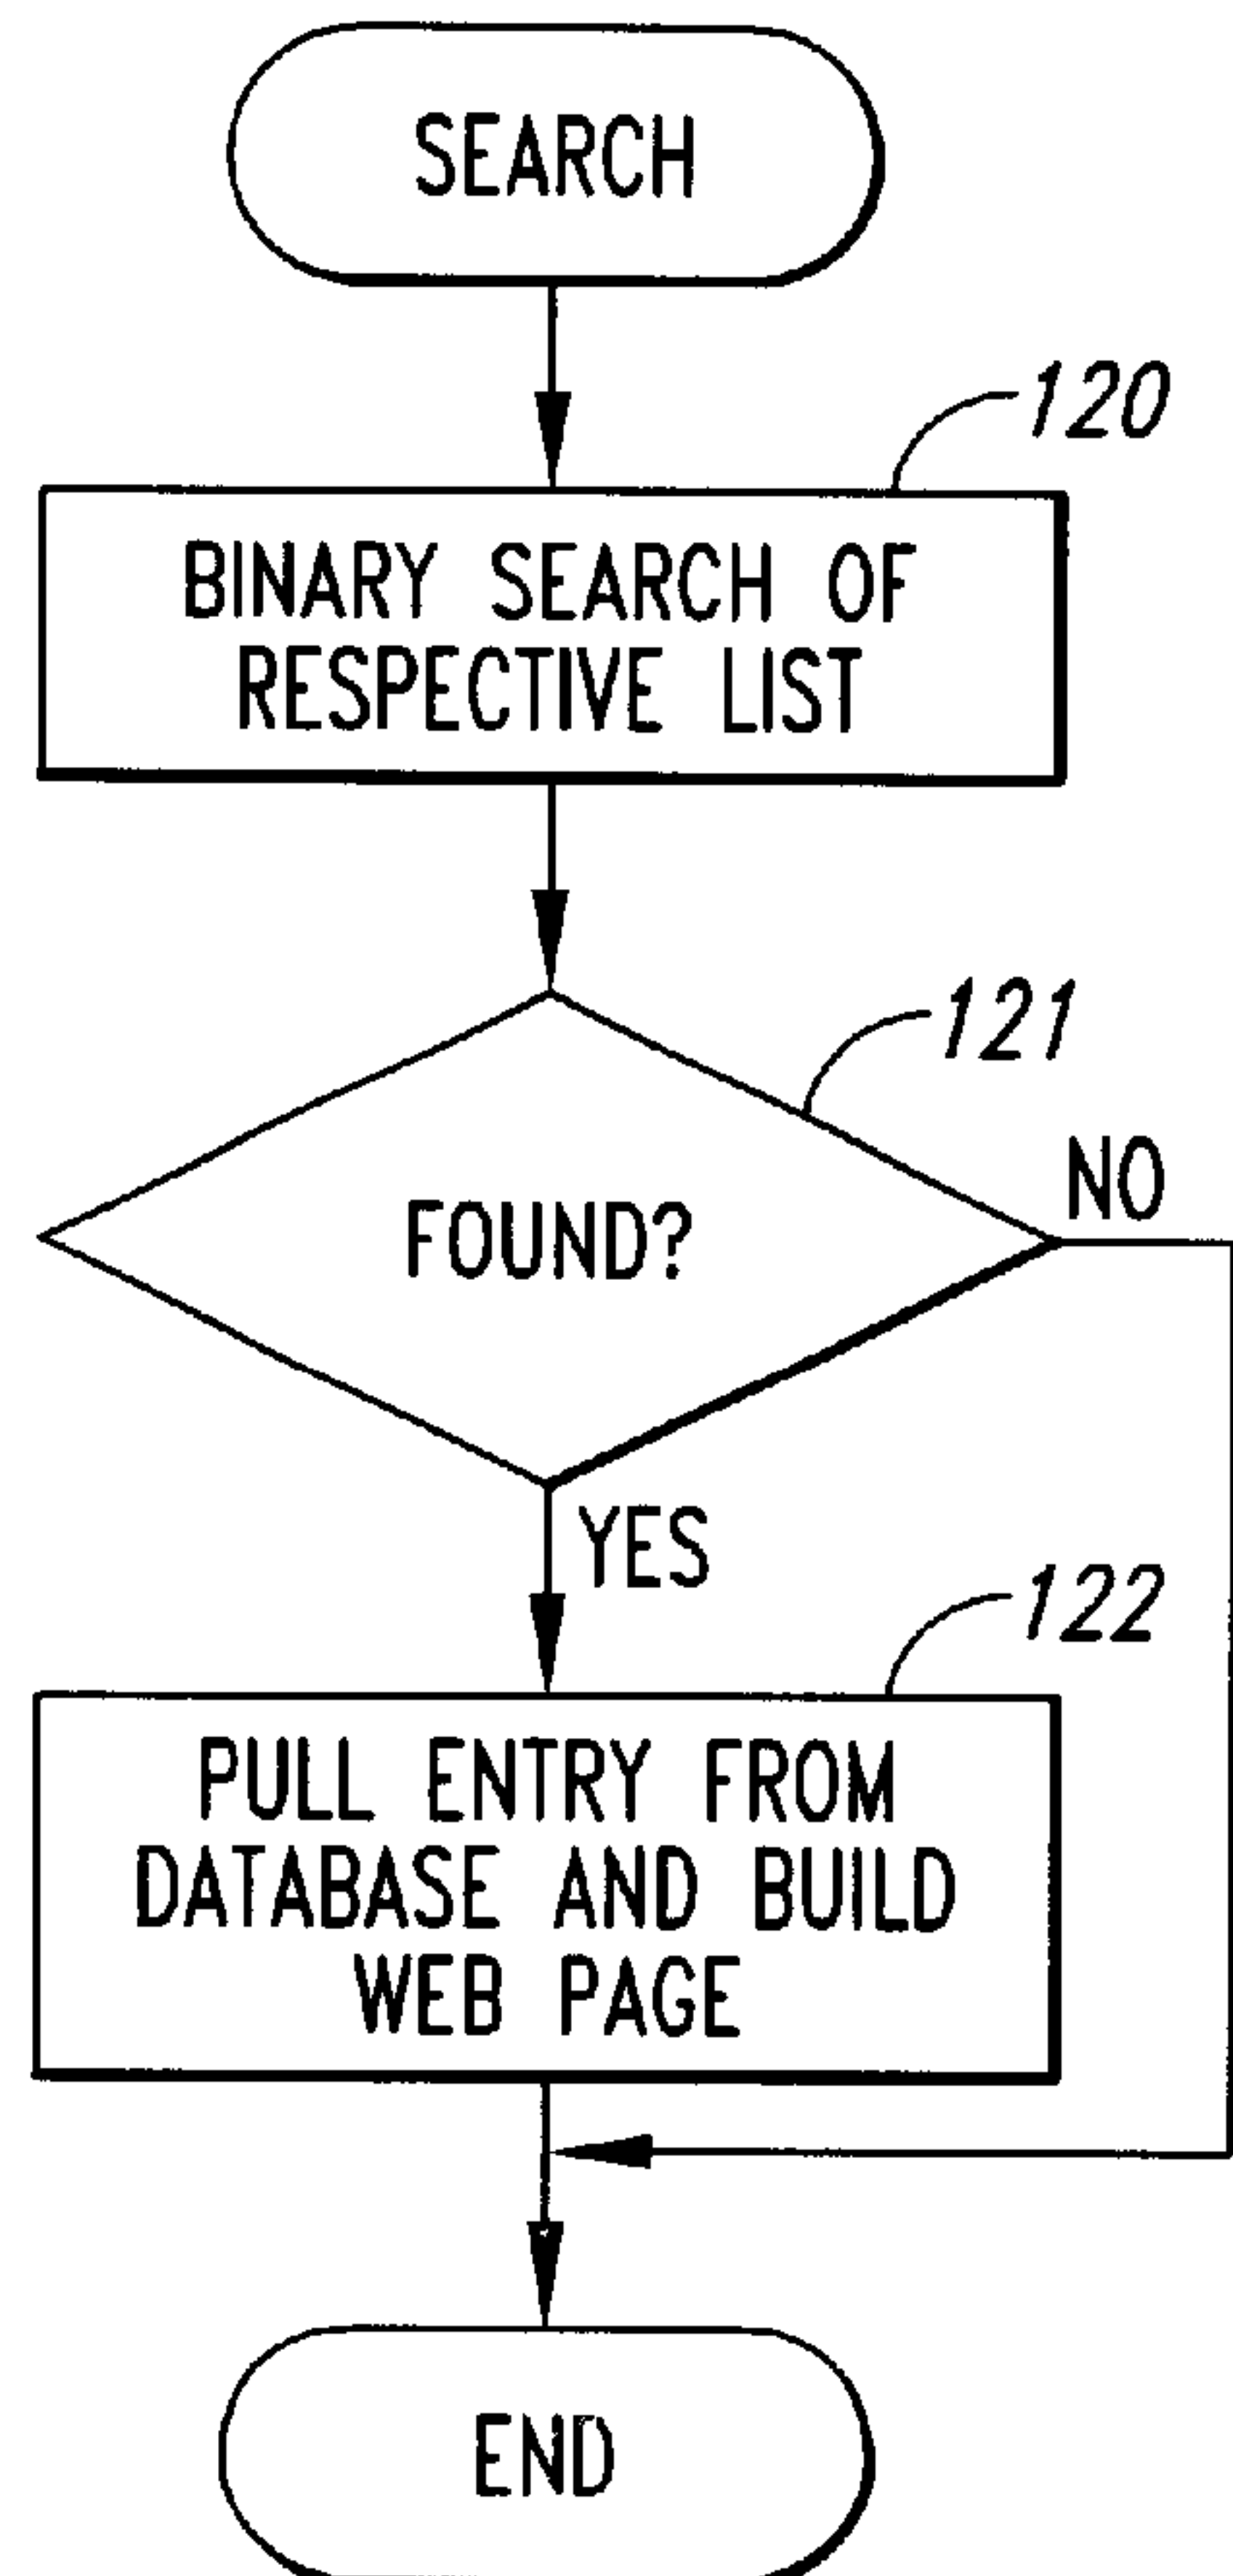 SEARCH
120
BINARY SEARCH OF
RESPECTIVE LIST
121
NO
FOUND?
YES
122
PULL ENTRY FROM
DATABASE AND BUILD
WEB PAGE
END